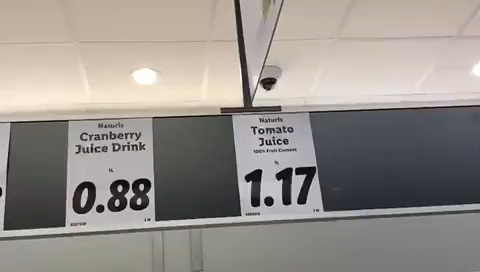 Naturis
Cranberry
Juice Drink
1L
0.88
Naturis
Tomato
Juice
100% Fruit Content
1L
1.17